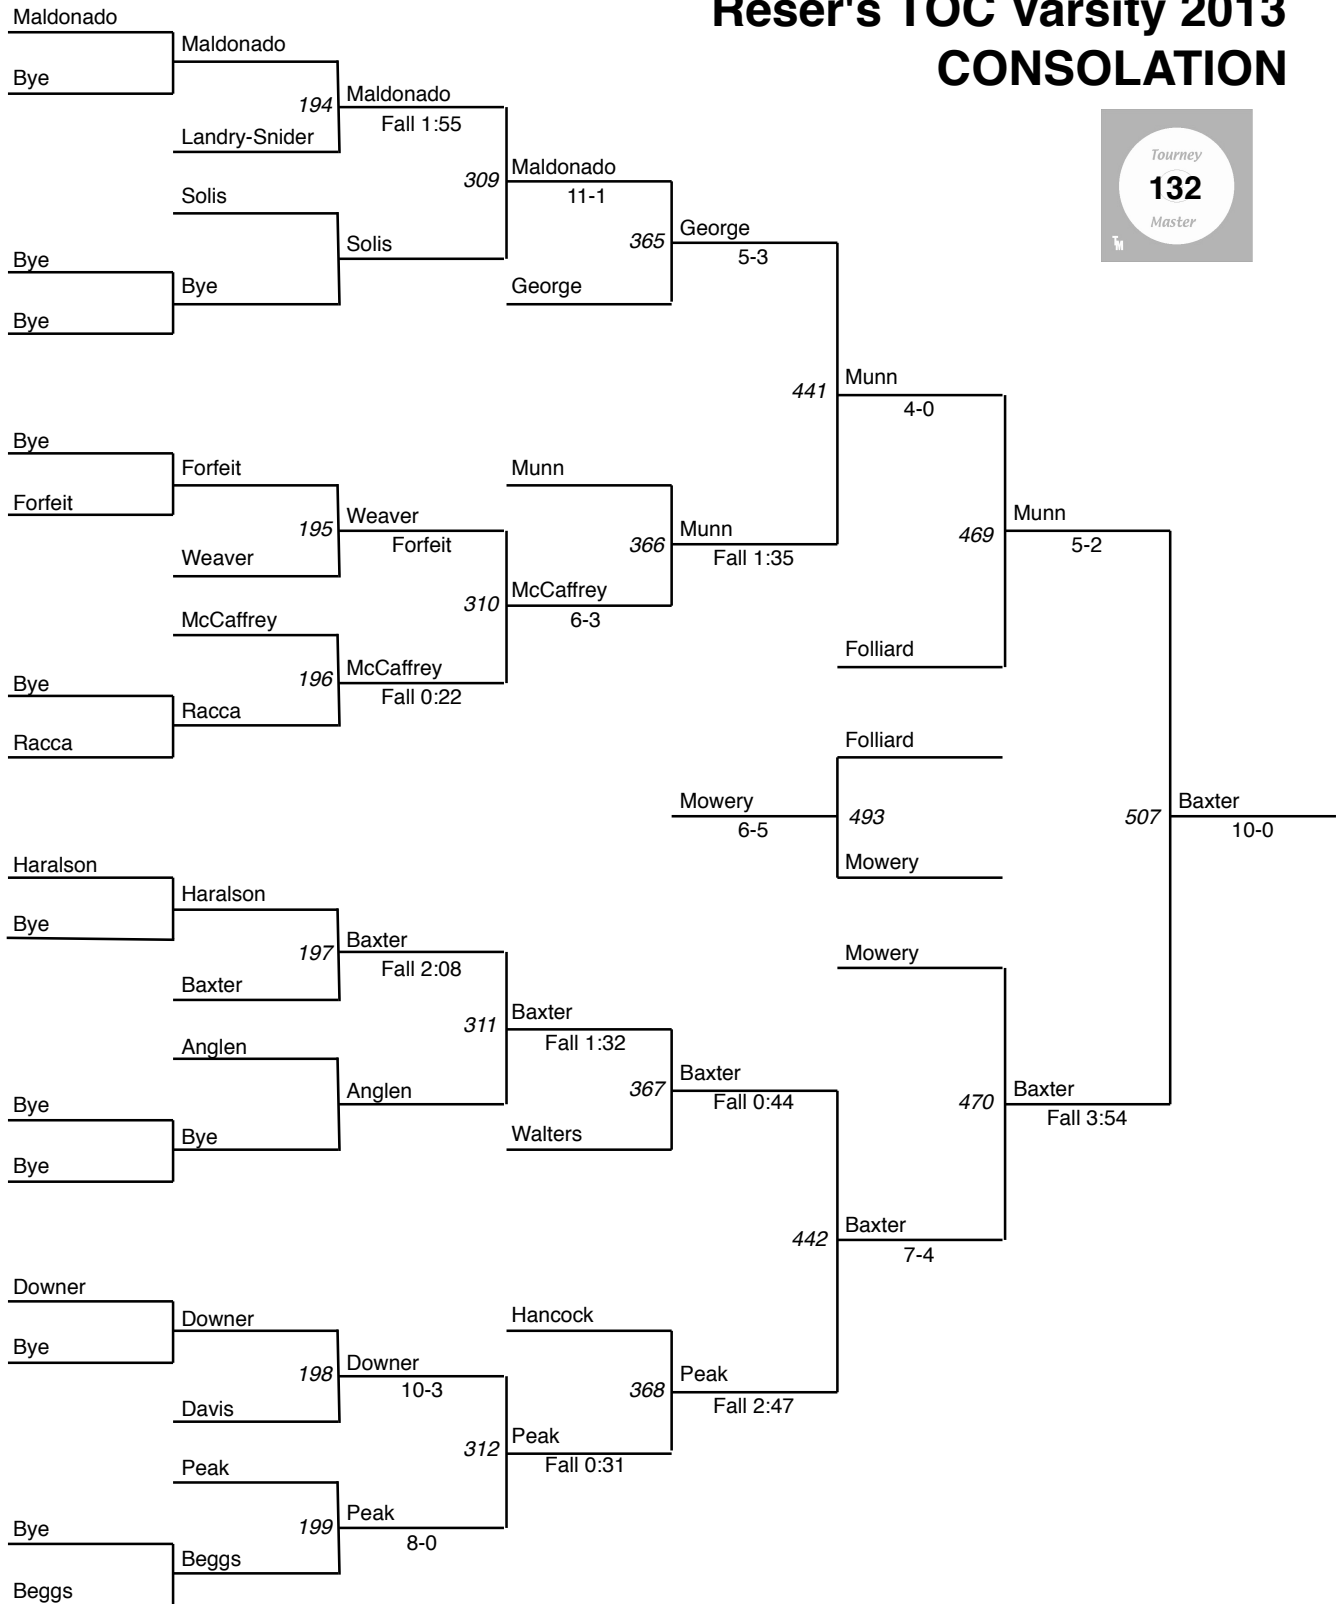 Reser's TOC Varsity 2013
CONSOLATION
Tourney
132
Master
TM
Maldonado
Bye
Maldonado
194
Landry-Snider
Maldonado
Fall 1:55
Solis
Bye
Bye
Bye
Solis
309
Maldonado
11-1
365
George
George
5-3
Bye
Forfeit
Forfeit
195
Weaver
Weaver
Forfeit
McCaffrey
Bye
Racca
Racca
196
McCaffrey
Fall 0:22
310
McCaffrey
6-3
Munn
366
Munn
Fall 1:35
441
Munn
4-0
469
Folliard
Munn
5-2
Folliard
493
Mowery
Mowery
6-5
507
Baxter
10-0
Haralson
Bye
Haralson
197
Baxter
Baxter
Fall 2:08
Anglen
Bye
Bye
Bye
Anglen
311
Baxter
Fall 1:32
367
Walters
Baxter
Fall 0:44
Mowery
470
Baxter
Fall 3:54
442
Baxter
7-4
Downer
Bye
Downer
198
Davis
Downer
10-3
Peak
Bye
Beggs
Beggs
199
Peak
8-0
312
Peak
Fall 0:31
Hancock
368
Peak
Fall 2:47